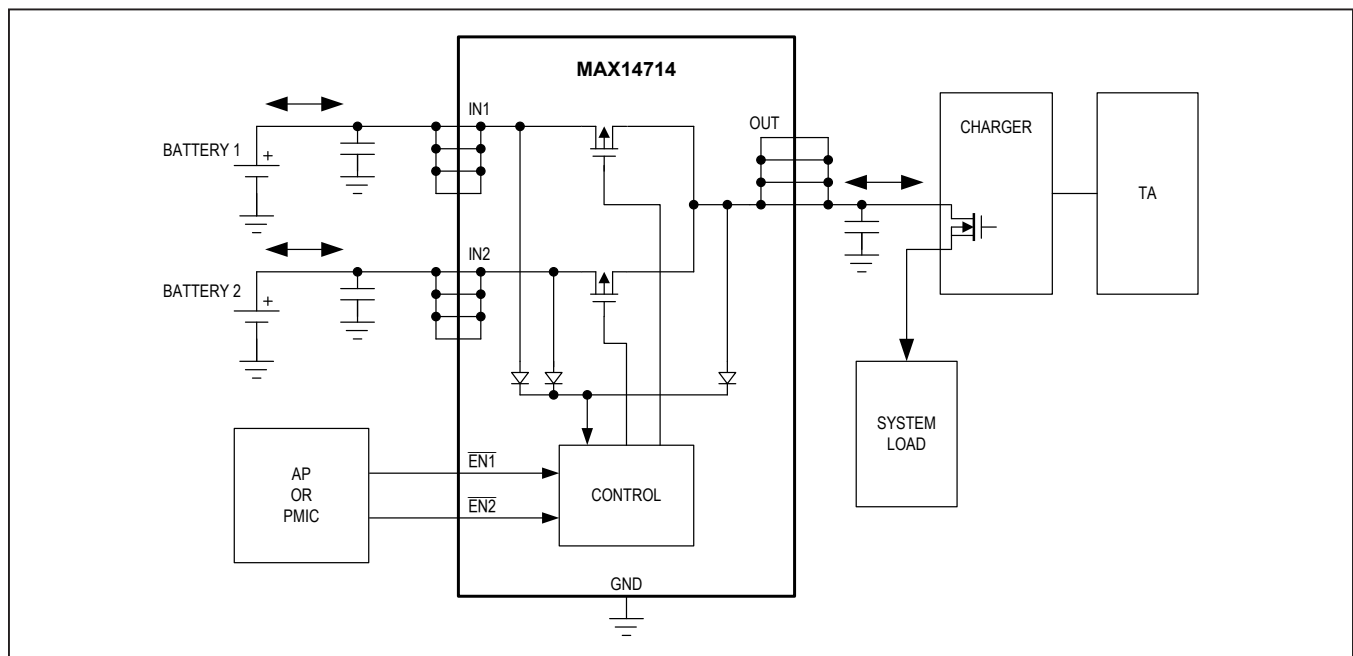 MAX14714
IN1
BATTERY 1
+
OUT
CHARGER
TA
IN2
BATTERY 2
+
SYSTEM
LOAD
AP
OR
PMIC
EN1
EN2
CONTROL
GND